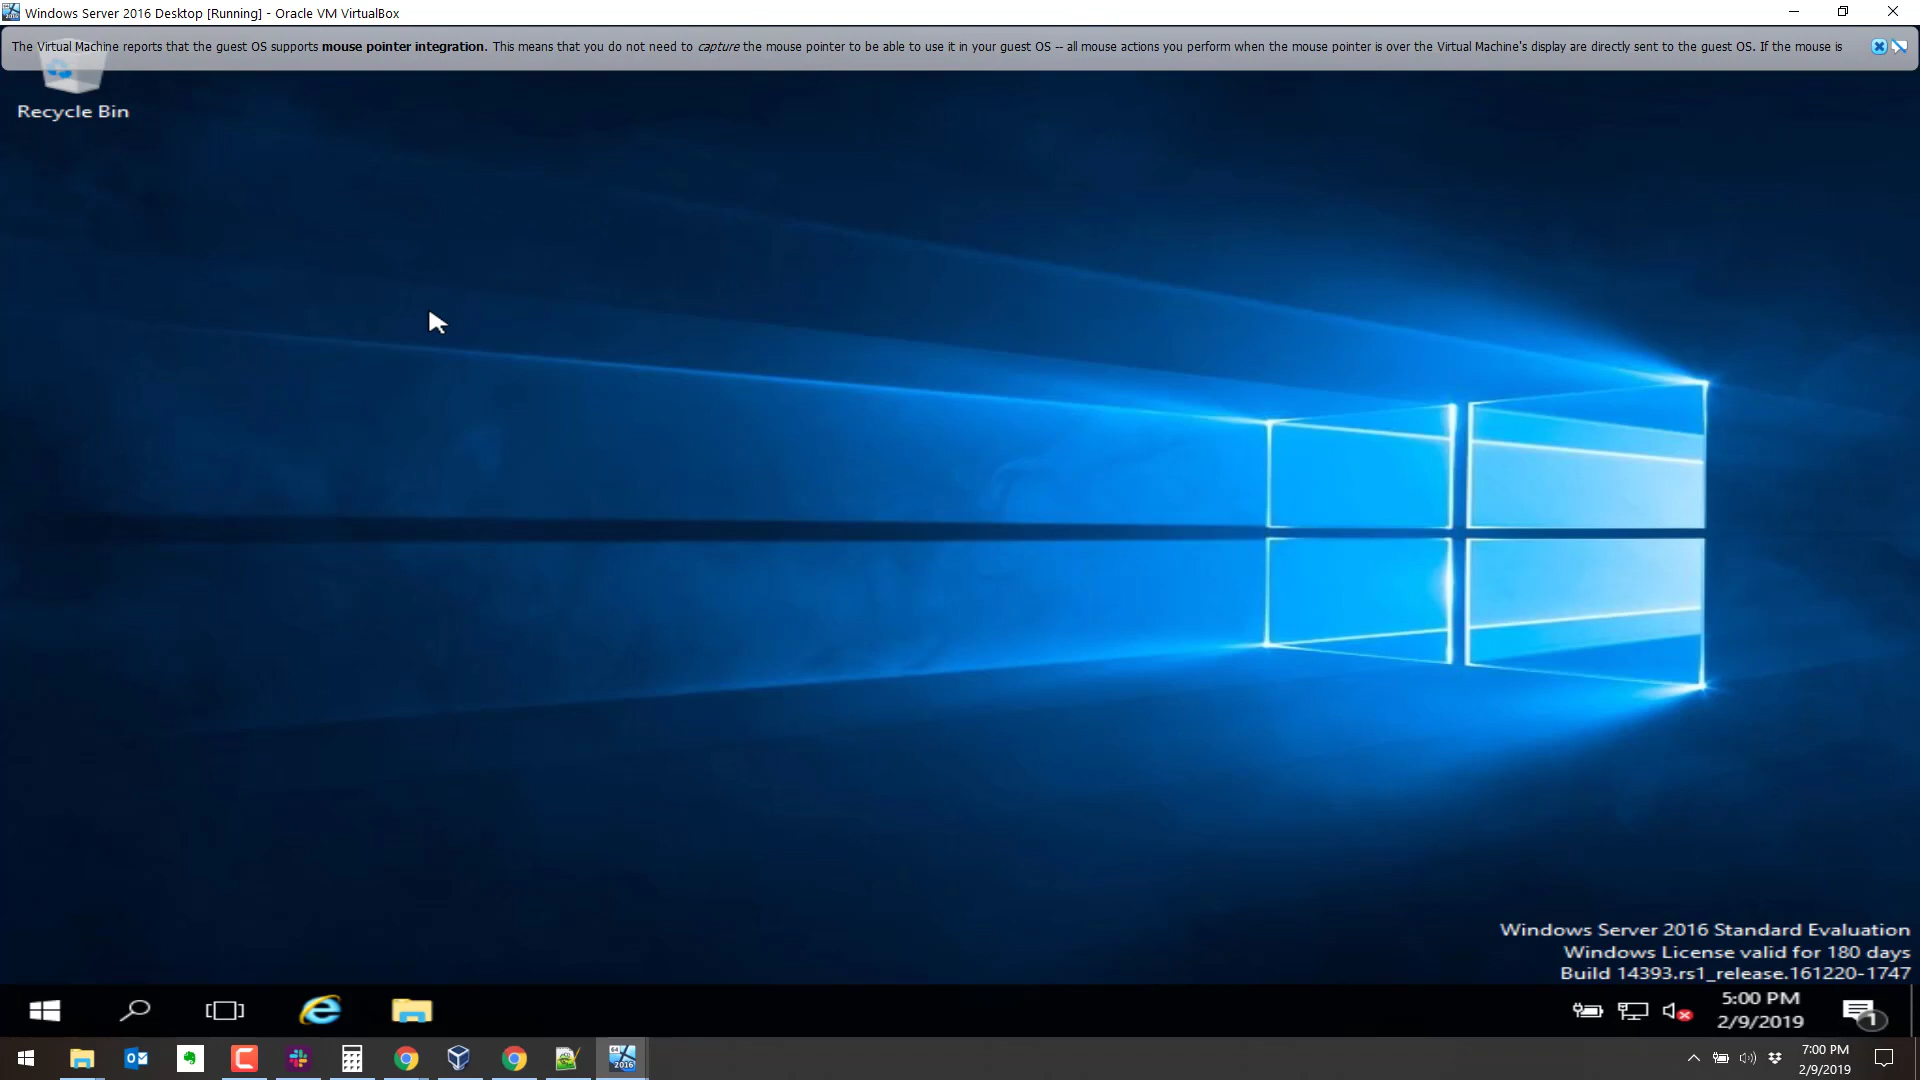 Windows Server 2016 Desktop [Running] - Oracle VM VirtualBox
The Virtual Machine reports that the guest OS supports mouse pointer integration. This means that you do not need to capture the mouse pointer to be able to use it in your guest OS -- all mouse actions you perform when the mouse pointer is over the Virtual Machine's display are directly sent to the guest OS. If the mouse is
Recycle Bin
Windows Server 2016 Standard Evaluation
Windows License valid for 180 days
Build 14393.rs1_release.161220-1747
5:00 PM
2/9/2019
1
64
2016
7:00 PM
2/9/2019